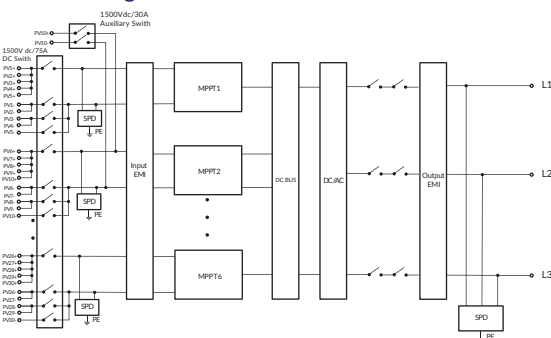 1500Vdc/30A
Auxiliary Swith
PV10+
PV10-
1500V dc/75A
DC Swith
PV1+
PV2+
PV3+
PV4+
PV5+
PV1-
PV2-
PV3-
PV4-
PV5-
SPD
PE
PV6+
PV7+
PV8+
PV9+
PV10+
PV6-
PV7-
PV8-
PV9-
PV10-
SPD
PE
PV26+
PV27+
PV28+
PV29+
PV30+
PV26-
PV27-
PV28-
PV29-
PV30-
SPD
PE
Input
EMI
MPPT1
MPPT2
MPPT6
DC BUS
DC/AC
Output
EMI
L1
L2
L3
SPD
PE